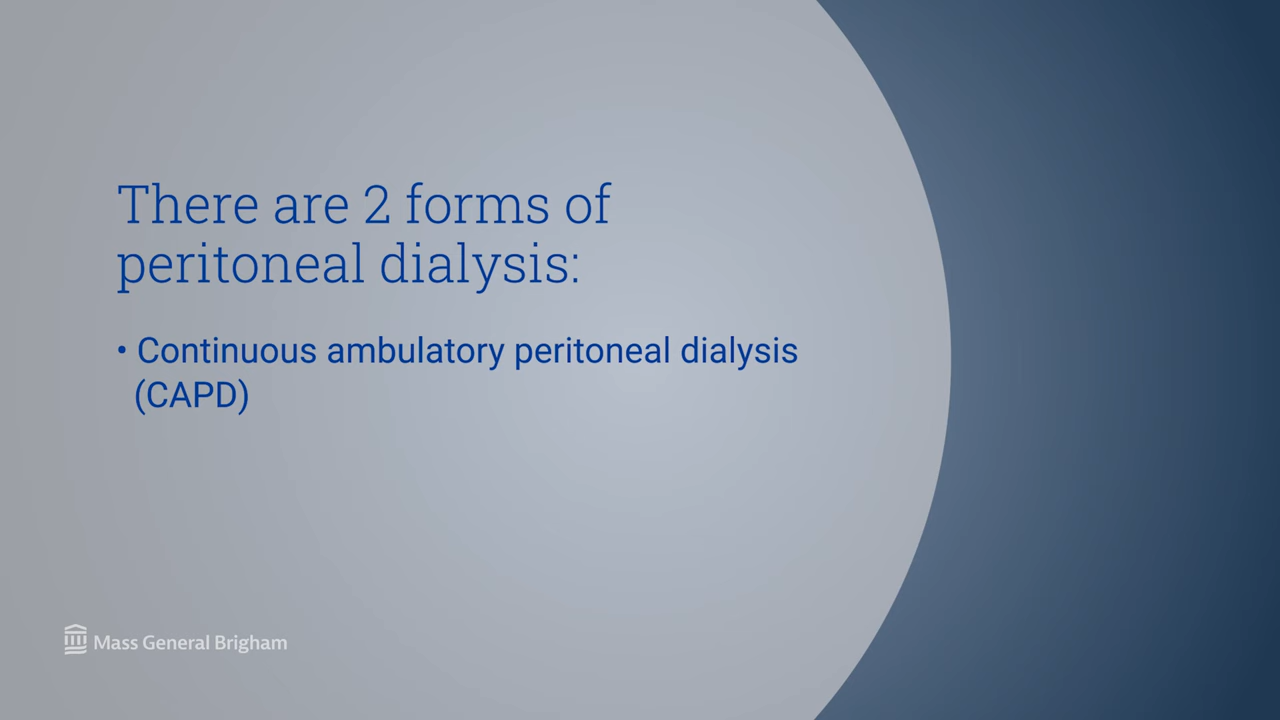 There are 2 forms of
peritoneal dialysis:
• Continuous ambulatory peritoneal dialysis
(CAPD)
Mass General Brigham